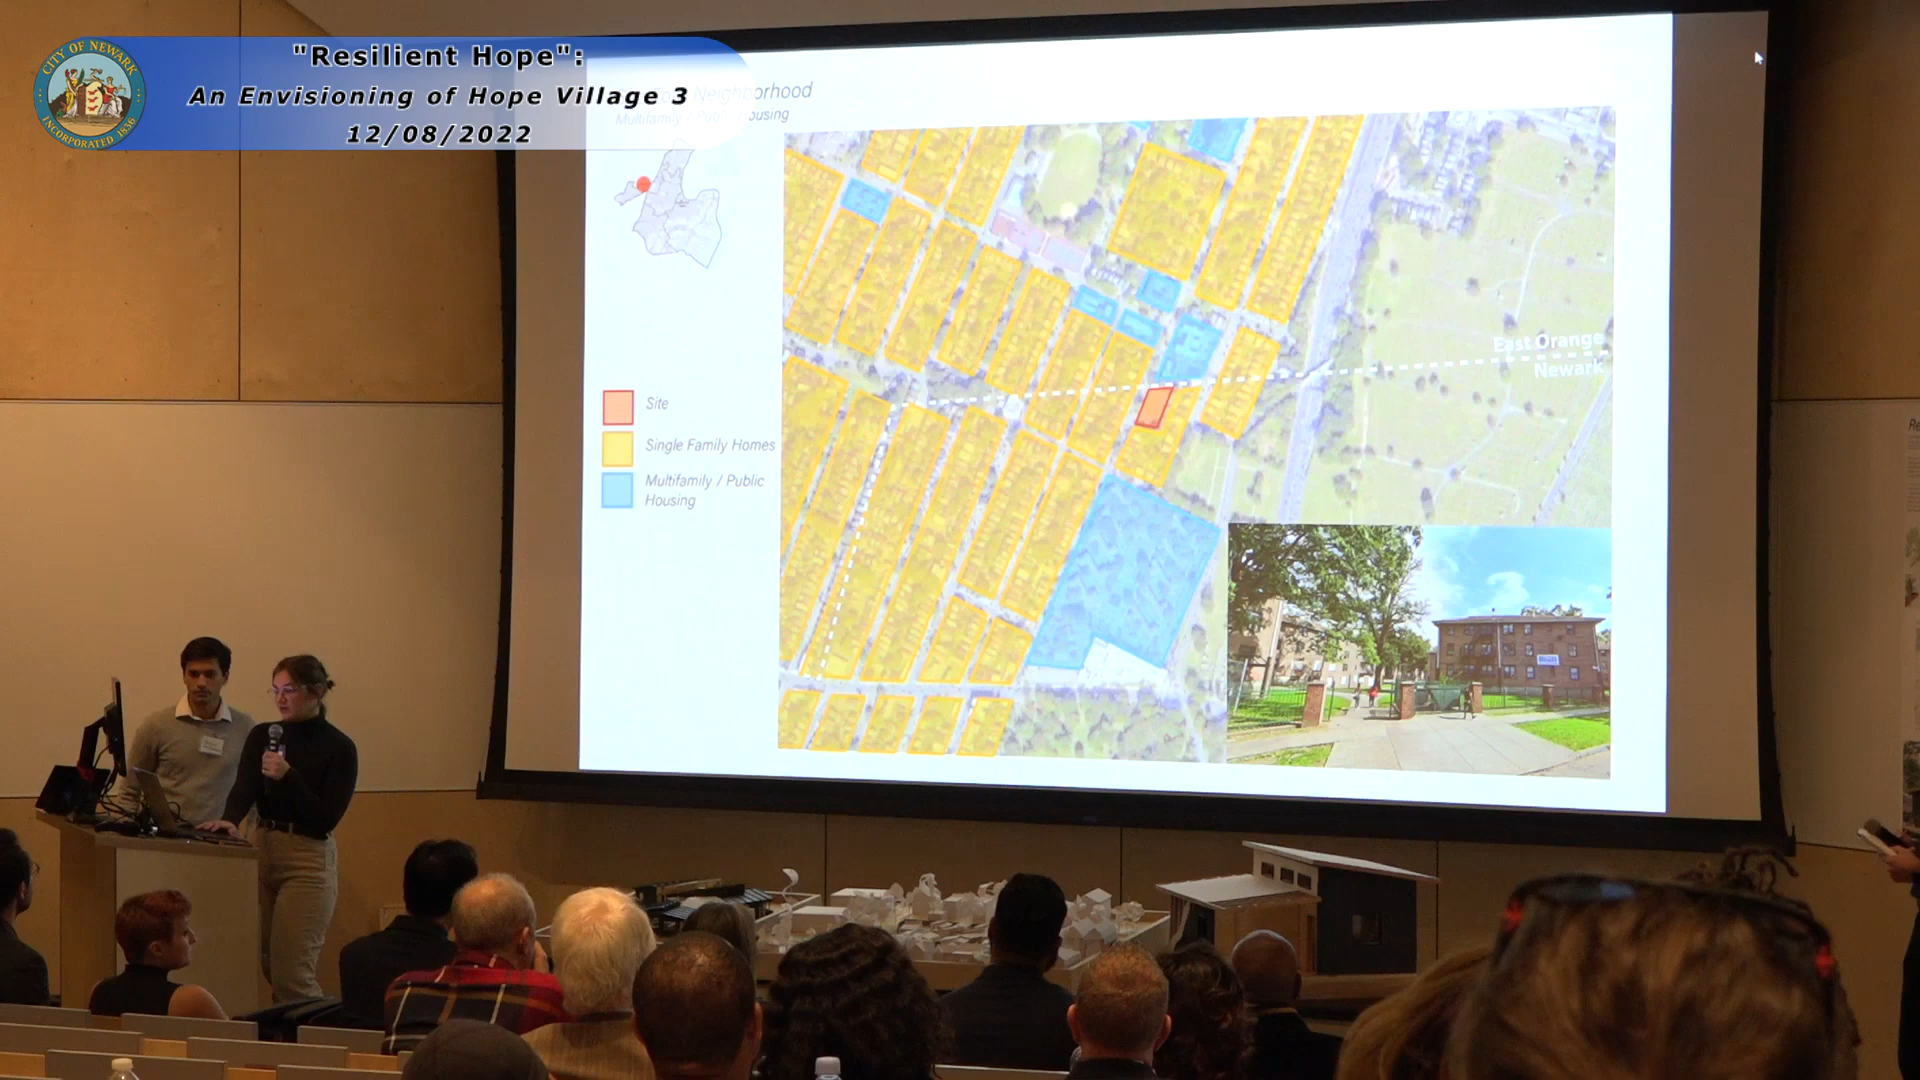 CITY OF NEWARK
INCORPORATED 1836
"Resilient Hope":
An Envisioning of Hope Village 3
12/08/2022
Neighborhood
Multifamily / Public Housing
Site
Single Family Homes
Multifamily / Public
Housing
East Orange
Newark